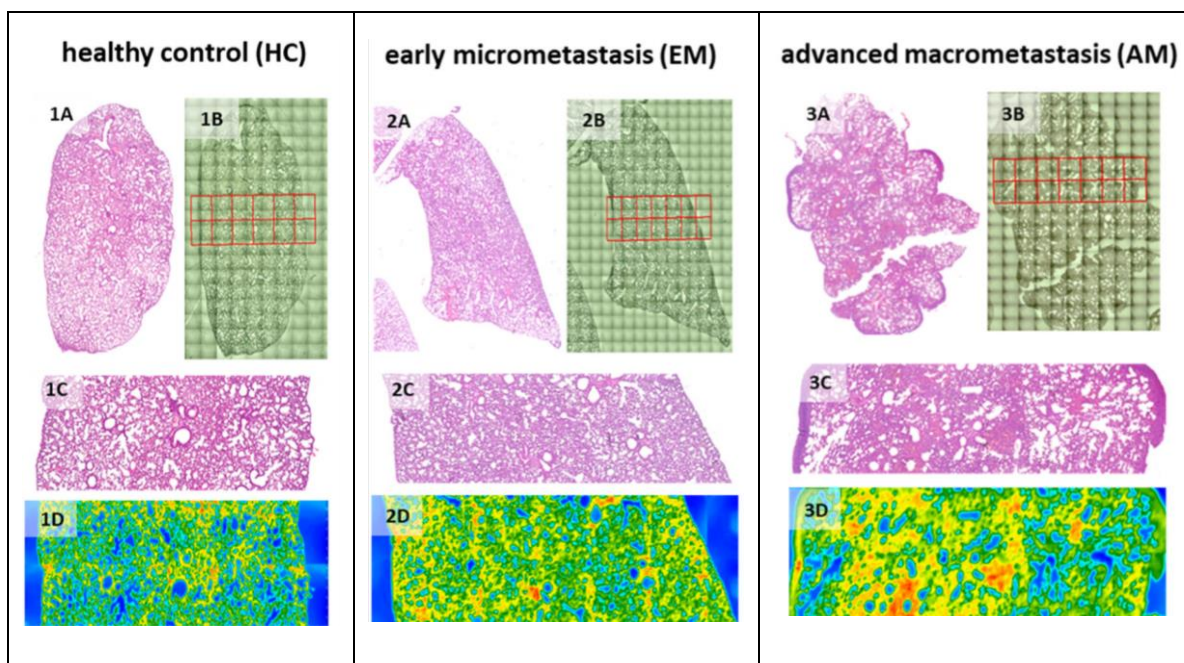 healthy control (HC)
early micrometastasis (EM)
advanced macrometastasis (AM)
1A
1B
2A
2B
3A
3B
1C
2C
3C
1D
2D
3D